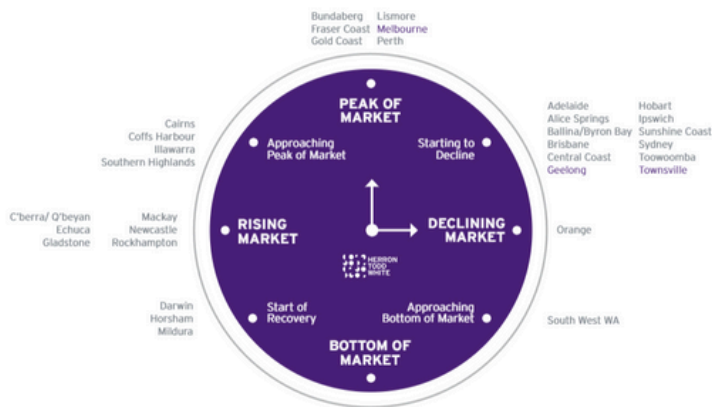 Bundaberg Lismore
Fraser Coast Melbourne
Gold Coast Perth
PEAK OF
MARKET
Cairns
Coffs Harbour
Illawarra
Southern Highlands
Approaching
Peak of Market
Starting to
Decline
Adelaide Hobart
Alice Springs Ipswich
Ballina/Byron Bay Sunshine Coast
Brisbane Sydney
Central Coast Toowoomba
Geelong Townsville
C'berra/ Q'beyan Mackay
Echuca Newcastle
Gladstone Rockhampton
RISING
MARKET
DECLINING
MARKET
Orange
HERRON
TODD
WHITE
Darwin
Horsham
Mildura
Start of
Recovery
Approaching
Bottom of Market
South West WA
BOTTOM OF
MARKET